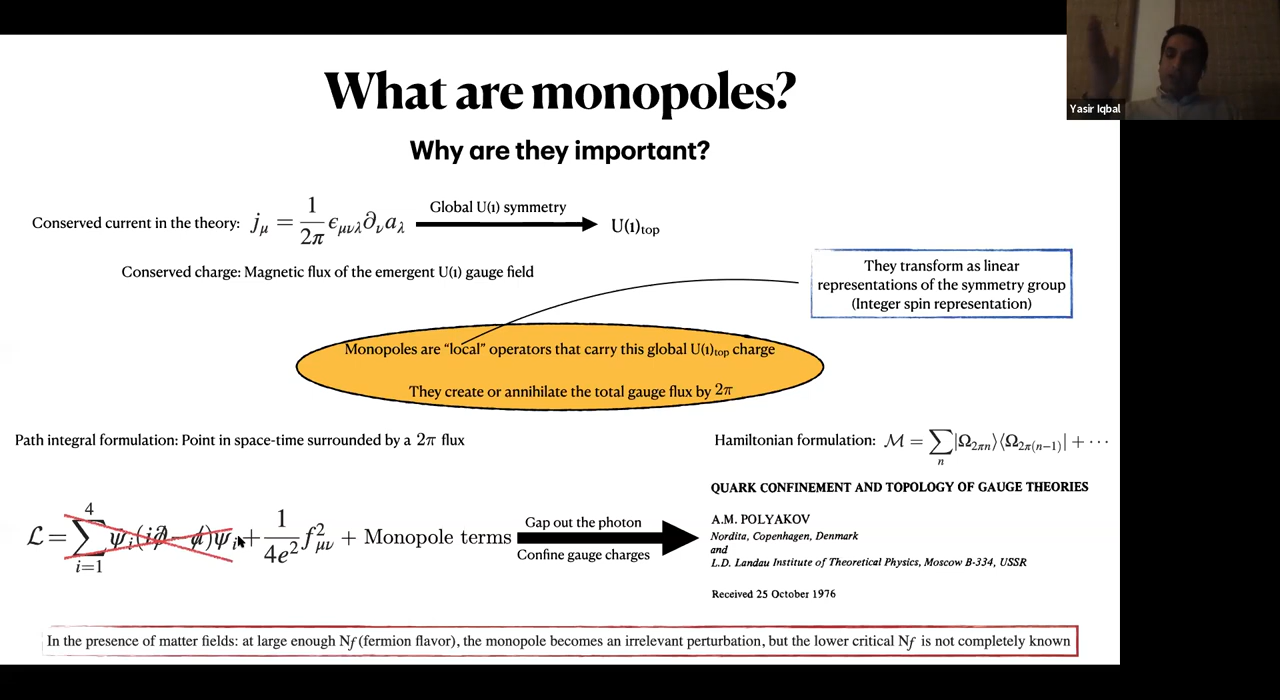 What are monopoles?
Yasir Iqbal
Why are they important?
Conserved current in the theory: j_μ = 1/2π ε_μνλ ∂_ν a_λ
Global U(1) symmetry
U(1)top
Conserved charge: Magnetic flux of the emergent U(1) gauge field
They transform as linear
representations of the symmetry group
(Integer spin representation)
Monopoles are “local” operators that carry this global U(1)top charge
They create or annihilate the total gauge flux by 2π
Path integral formulation: Point in space-time surrounded by a 2π flux
Hamiltonian formulation: ℳ = ∑_n |Ω_2πn⟩⟨Ω_2π(n−1)| + ⋯
QUARK CONFINEMENT AND TOPOLOGY OF GAUGE THEORIES
A.M. POLYAKOV
Nordita, Copenhagen, Denmark
and
L.D. Landau Institute of Theoretical Physics, Moscow B-334, USSR
Received 25 October 1976
ℒ = ∑_{i=1}^{4} ψ̄_i(i∂̸ − a̸)ψ_i + 1/4e² f²_μν + Monopole terms
Gap out the photon
Confine gauge charges
In the presence of matter fields: at large enough Nf (fermion flavor), the monopole becomes an irrelevant perturbation, but the lower critical Nf is not completely known